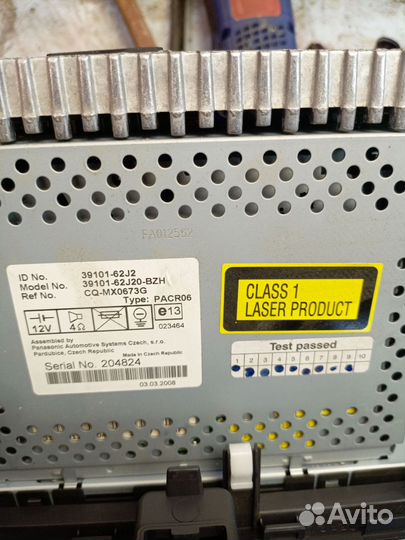 FA012562
ID No. 39101-62J2
Model No. 39101-62J20-BZH
Ref No. CQ-MX0673G
Type: PACR06
12V 4Ω e13
023464
Assembled by
Panasonic Automotive Systems Czech, s.r.o.
Pardubice, Czech Republic Made in Czech Republic
Serial No. 204824
03.03.2008
CLASS 1
LASER PRODUCT
Test passed
1 2 3 4 5 6 7 8 9 10
Avito